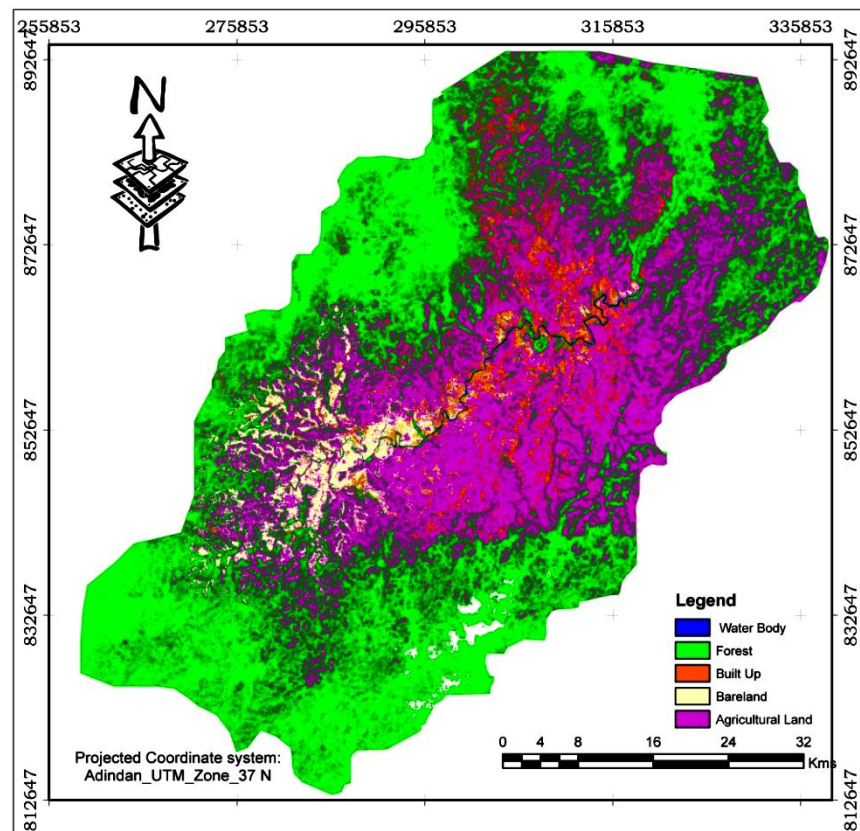 255853 275853 295853 315853 335853
892647 892647
N
872647 872647
852647 852647
832647 832647
Legend
Water Body
Forest
Built Up
Bareland
Agricultural Land
Projected Coordinate system:
Adindan_UTM_Zone_37 N
0 2 4 8 16 24 32
Kms
812647 812647